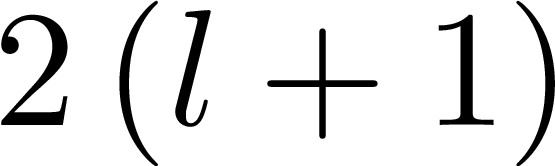 2 (l + 1)